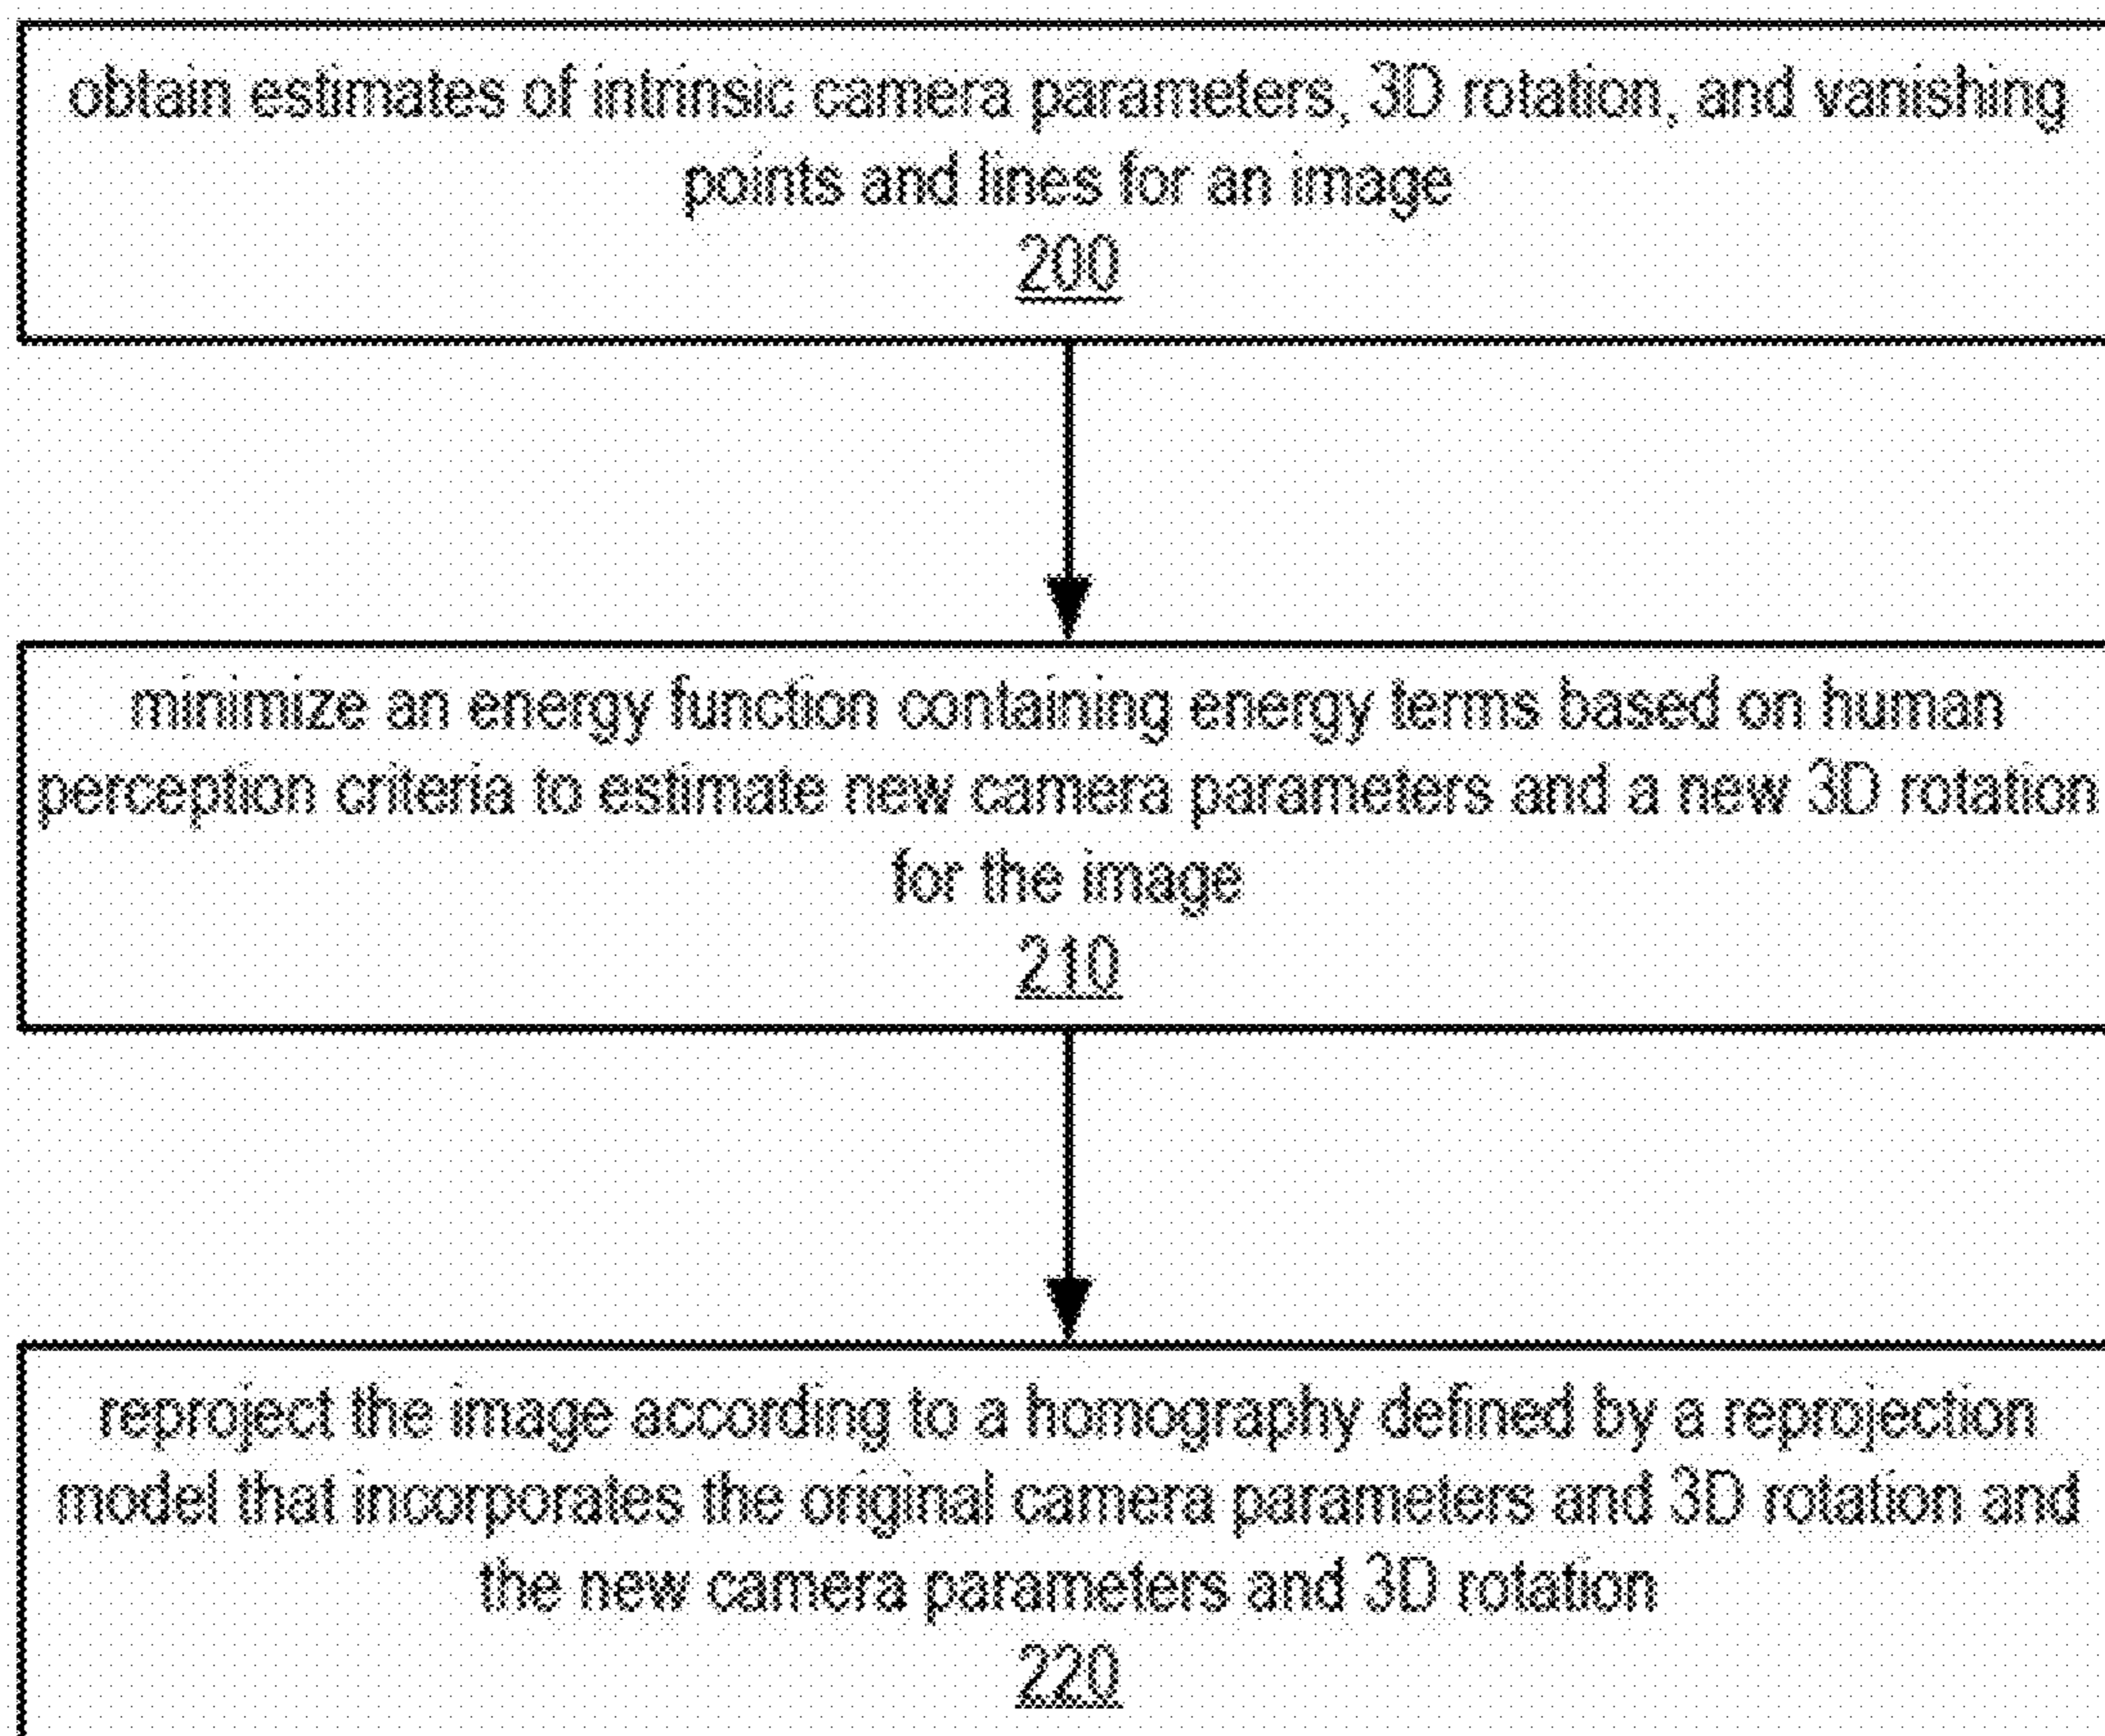 obtain estimates of intrinsic camera parameters, 3D rotation, and vanishing
points and lines for an image
200
minimize an energy function containing energy terms based on human
perception criteria to estimate new camera parameters and a new 3D rotation
for the image
210
reproject the image according to a homography defined by a reprojection
model that incorporates the original camera parameters and 3D rotation and
the new camera parameters and 3D rotation
220